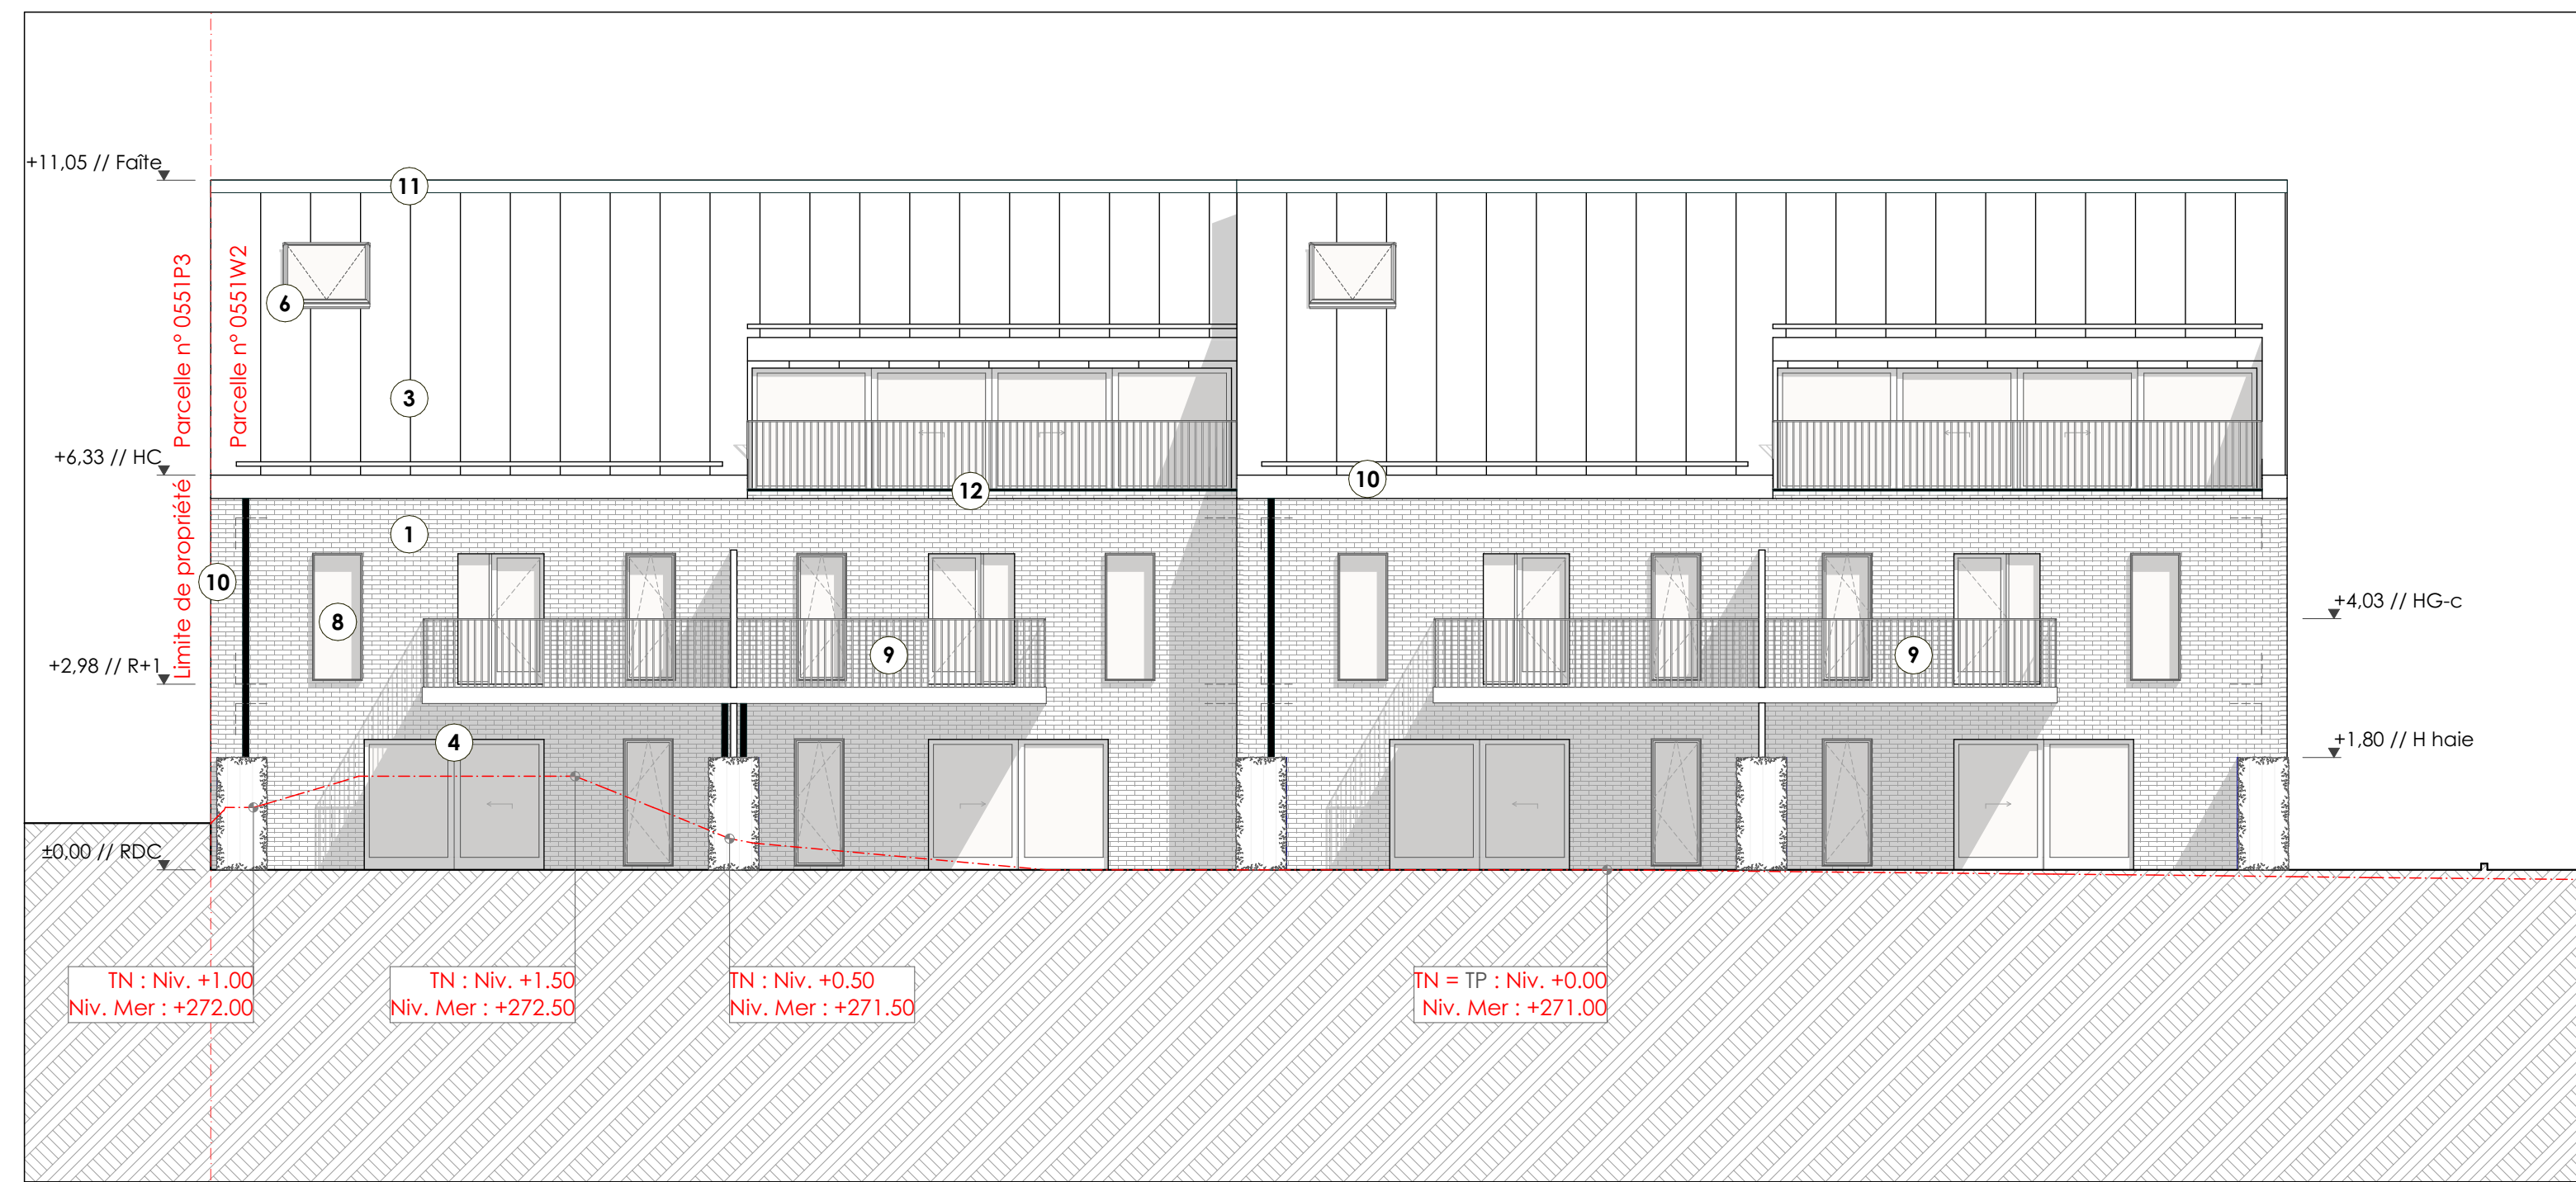 +11,05 // Faîte
11
6
Parcelle n° 0551P3
Parcelle n° 0551W2
3
+6,33 // HC
10
12
Limite de propriété
1
10
8
+4,03 // HG-c
9
9
+2,98 // R+1
4
+1,80 // H haie
±0,00 // RDC
TN : Niv. +1.00
Niv. Mer : +272.00
TN : Niv. +1.50
Niv. Mer : +272.50
TN : Niv. +0.50
Niv. Mer : +271.50
TN = TP : Niv. +0.00
Niv. Mer : +271.00